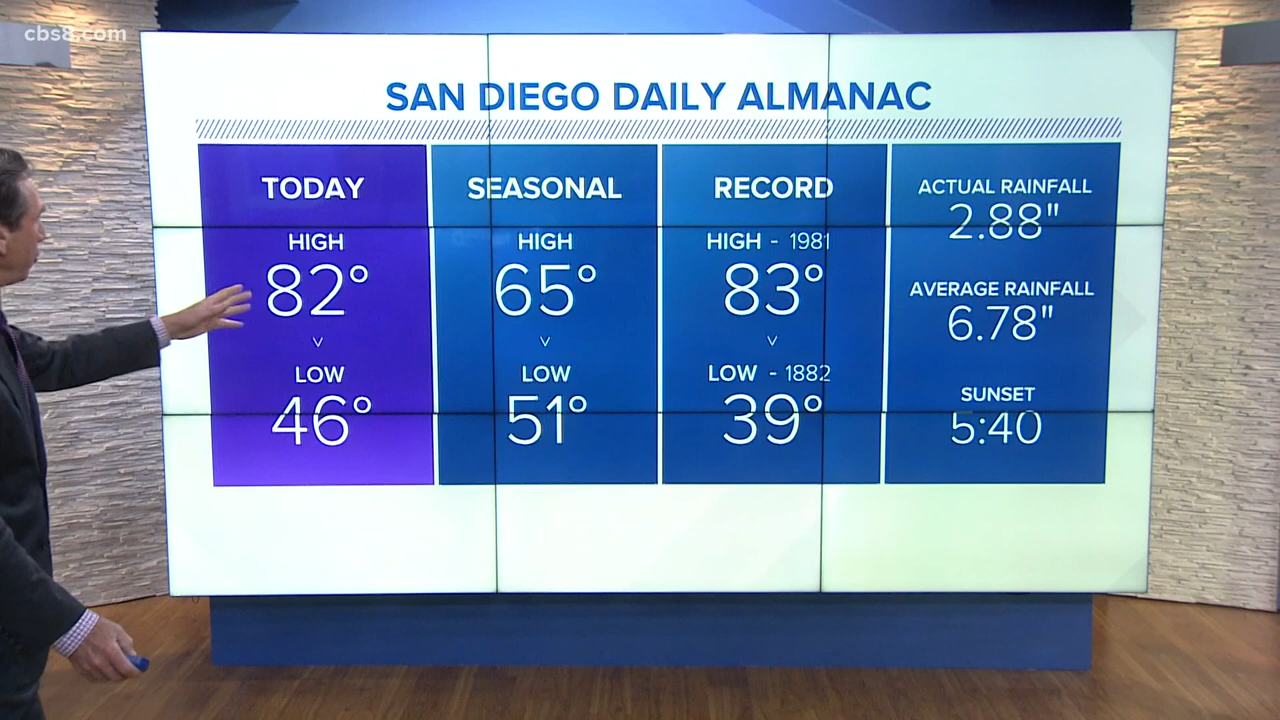 cbs8.com
SAN DIEGO DAILY ALMANAC
TODAY
HIGH
82°
LOW
46°
SEASONAL
HIGH
65°
LOW
51°
RECORD
HIGH - 1981
83°
LOW - 1882
39°
ACTUAL RAINFALL
2.88"
AVERAGE RAINFALL
6.78"
SUNSET
5:40